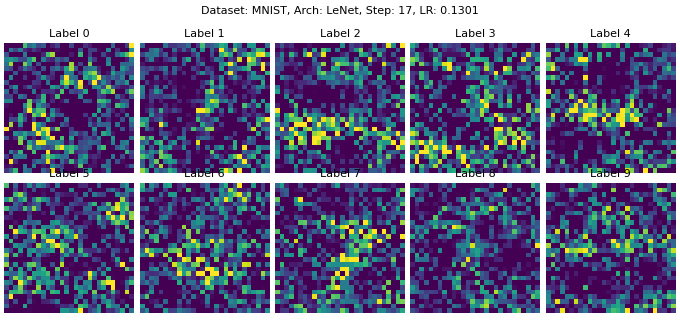 Dataset: MNIST, Arch: LeNet, Step: 17, LR: 0.1301
Label 0 Label 1 Label 2 Label 3 Label 4
Label 5 Label 6 Label 7 Label 8 Label 9